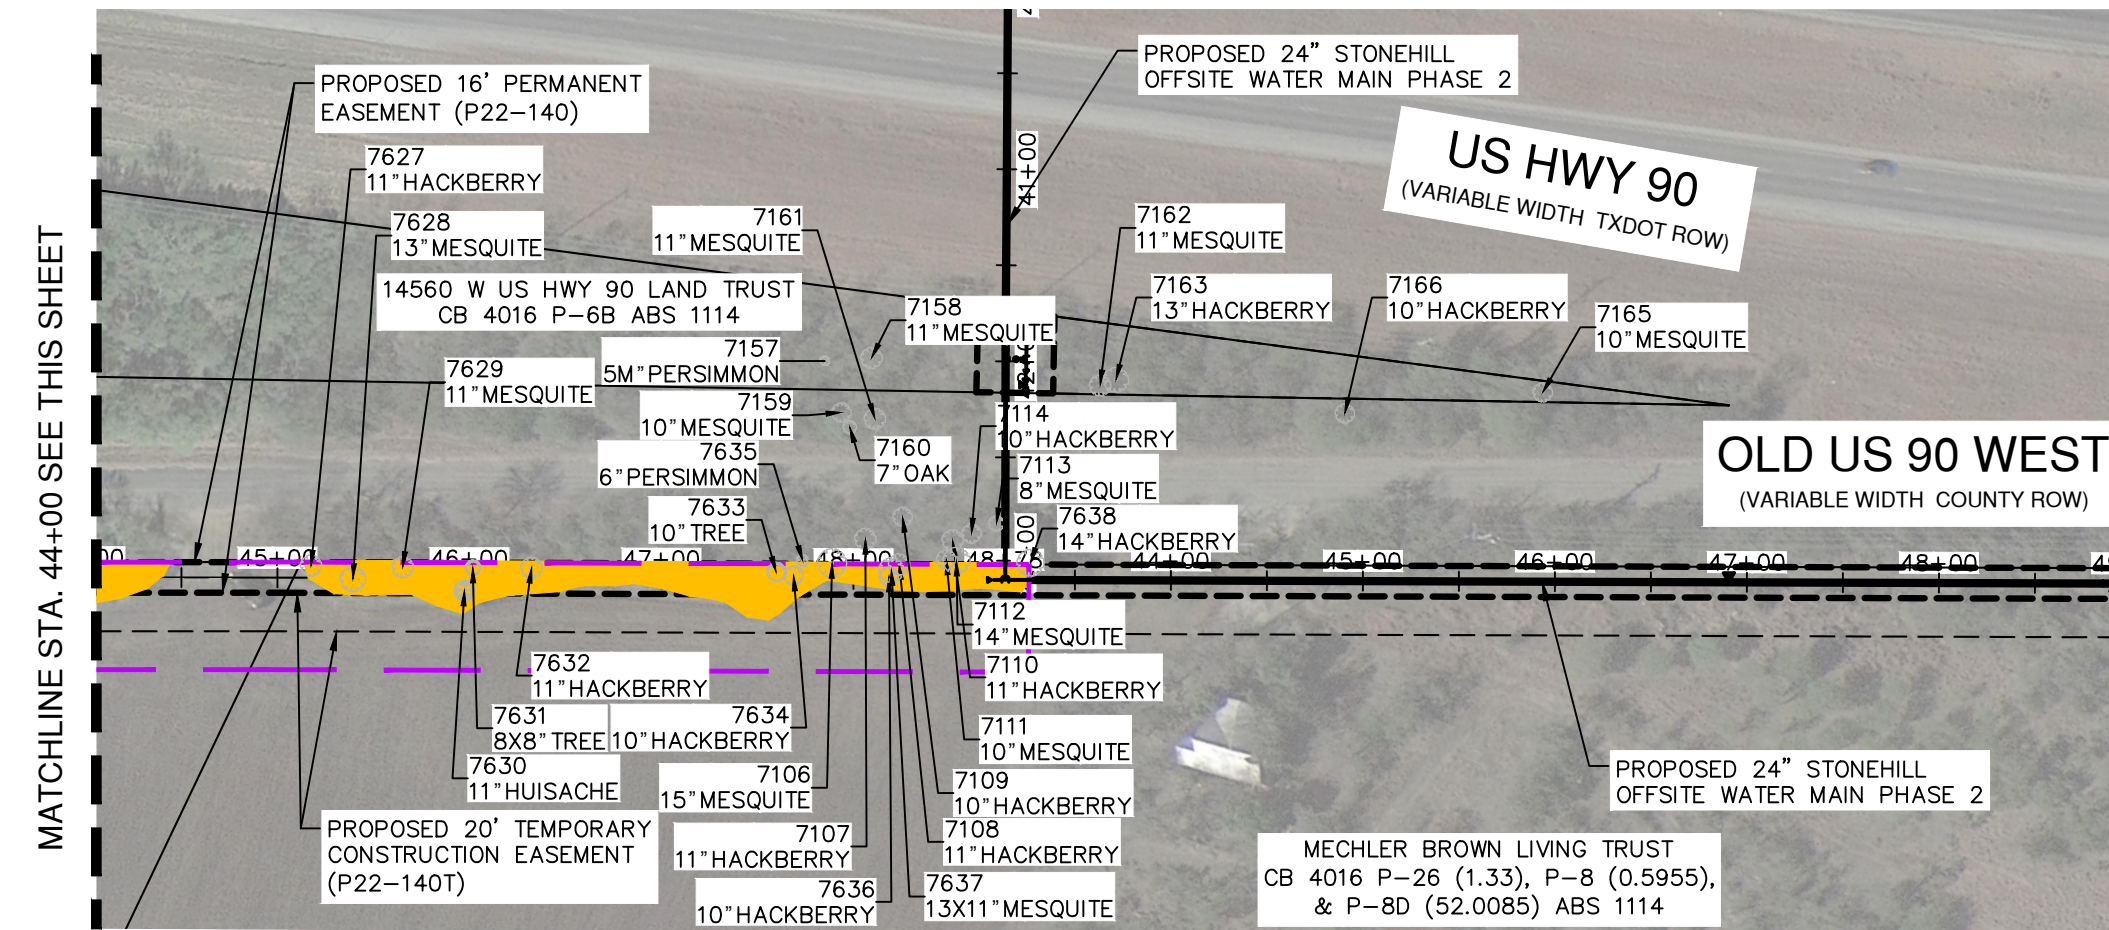 MATCHLINE STA. 44+00 SEE THIS SHEET
PROPOSED 16' PERMANENT
EASEMENT (P22-140)
7627
11"HACKBERRY
7628
13"MESQUITE
14560 W US HWY 90 LAND TRUST
CB 4016 P-6B ABS 1114
7629
11"MESQUITE
7161
11"MESQUITE
7158
11"MESQUITE
7157
5M"PERSIMMON
7159
10"MESQUITE
7160
7"OAK
7635
6"PERSIMMON
7633
10"TREE
PROPOSED 24" STONEHILL
OFFSITE WATER MAIN PHASE 2
41+00
US HWY 90
(VARIABLE WIDTH TXDOT ROW)
7162
11"MESQUITE
7163
13"HACKBERRY
7166
10"HACKBERRY
7165
10"MESQUITE
7114
10"HACKBERRY
7113
8"MESQUITE
7638
14"HACKBERRY
OLD US 90 WEST
(VARIABLE WIDTH COUNTY ROW)
45+00
46+00
47+00
48+00
44+00
45+00
46+00
47+00
48+00
7112
14"MESQUITE
7110
11"HACKBERRY
7111
10"MESQUITE
7109
10"HACKBERRY
7108
11"HACKBERRY
7637
13X11"MESQUITE
7632
11"HACKBERRY
7631
8X8"TREE
7634
10"HACKBERRY
7630
11"HUISACHE
7106
15"MESQUITE
7107
11"HACKBERRY
7636
10"HACKBERRY
PROPOSED 20' TEMPORARY
CONSTRUCTION EASEMENT
(P22-140T)
PROPOSED 24" STONEHILL
OFFSITE WATER MAIN PHASE 2
MECHLER BROWN LIVING TRUST
CB 4016 P-26 (1.33), P-8 (0.5955),
& P-8D (52.0085) ABS 1114